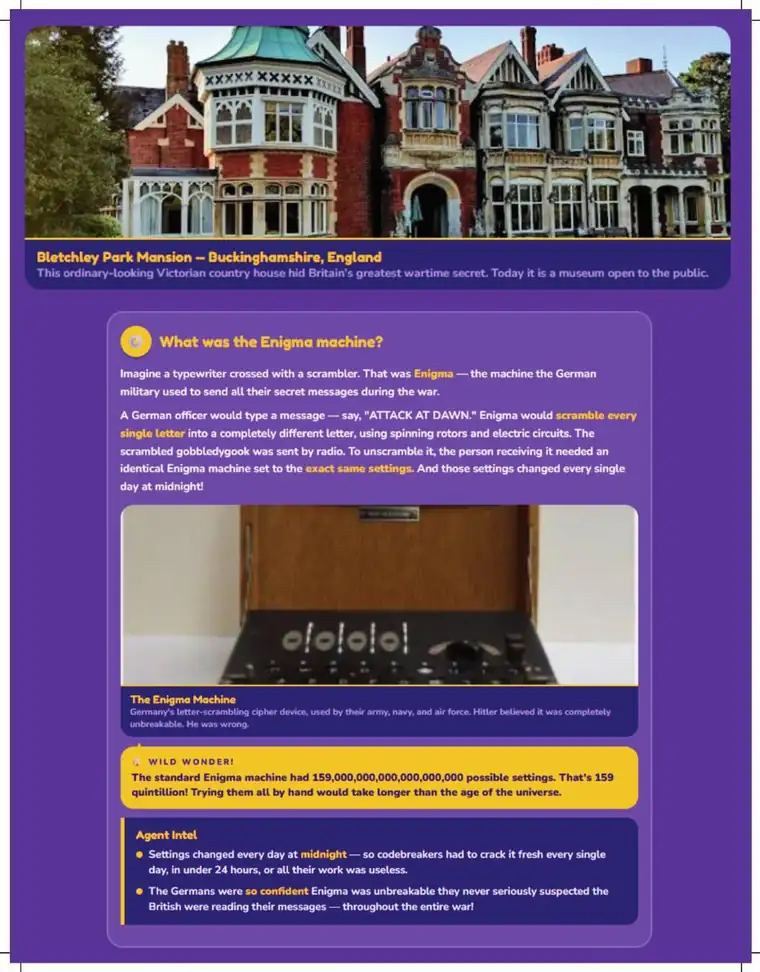 Bletchley Park Mansion — Buckinghamshire, England
This ordinary-looking Victorian country house hid Britain's greatest wartime secret. Today it is a museum open to the public.
What was the Enigma machine?
Imagine a typewriter crossed with a scrambler. That was Enigma — the machine the German
military used to send all their secret messages during the war.
A German officer would type a message — say, "ATTACK AT DAWN." Enigma would scramble every
single letter into a completely different letter, using spinning rotors and electric circuits. The
scrambled gobbledygook was sent by radio. To unscramble it, the person receiving it needed an
identical Enigma machine set to the exact same settings. And those settings changed every single
day at midnight!
The Enigma Machine
Germany's letter-scrambling cipher device, used by their army, navy, and air force. Hitler believed it was completely
unbreakable. He was wrong.
WILD WONDER!
The standard Enigma machine had 159,000,000,000,000,000,000 possible settings. That's 159
quintillion! Trying them all by hand would take longer than the age of the universe.
Agent Intel
Settings changed every day at midnight — so codebreakers had to crack it fresh every single
day, in under 24 hours, or all their work was useless.
The Germans were so confident Enigma was unbreakable they never seriously suspected the
British were reading their messages — throughout the entire war!